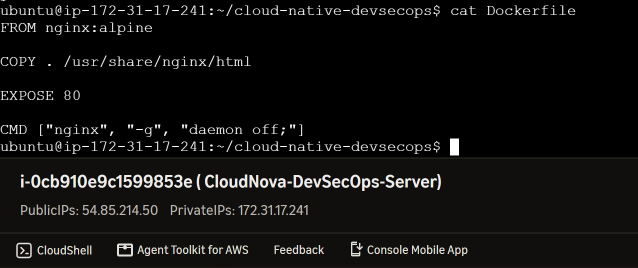 ubuntu@ip-172-31-17-241:~/cloud-native-devsecops$ cat Dockerfile
FROM nginx:alpine
COPY . /usr/share/nginx/html
EXPOSE 80
CMD ["nginx", "-g", "daemon off;"]
ubuntu@ip-172-31-17-241:~/cloud-native-devsecops$
i-0cb910e9c1599853e ( CloudNova-DevSecOps-Server)
PublicIPs: 54.85.214.50 PrivateIPs: 172.31.17.241
CloudShell Agent Toolkit for AWS Feedback Console Mobile App